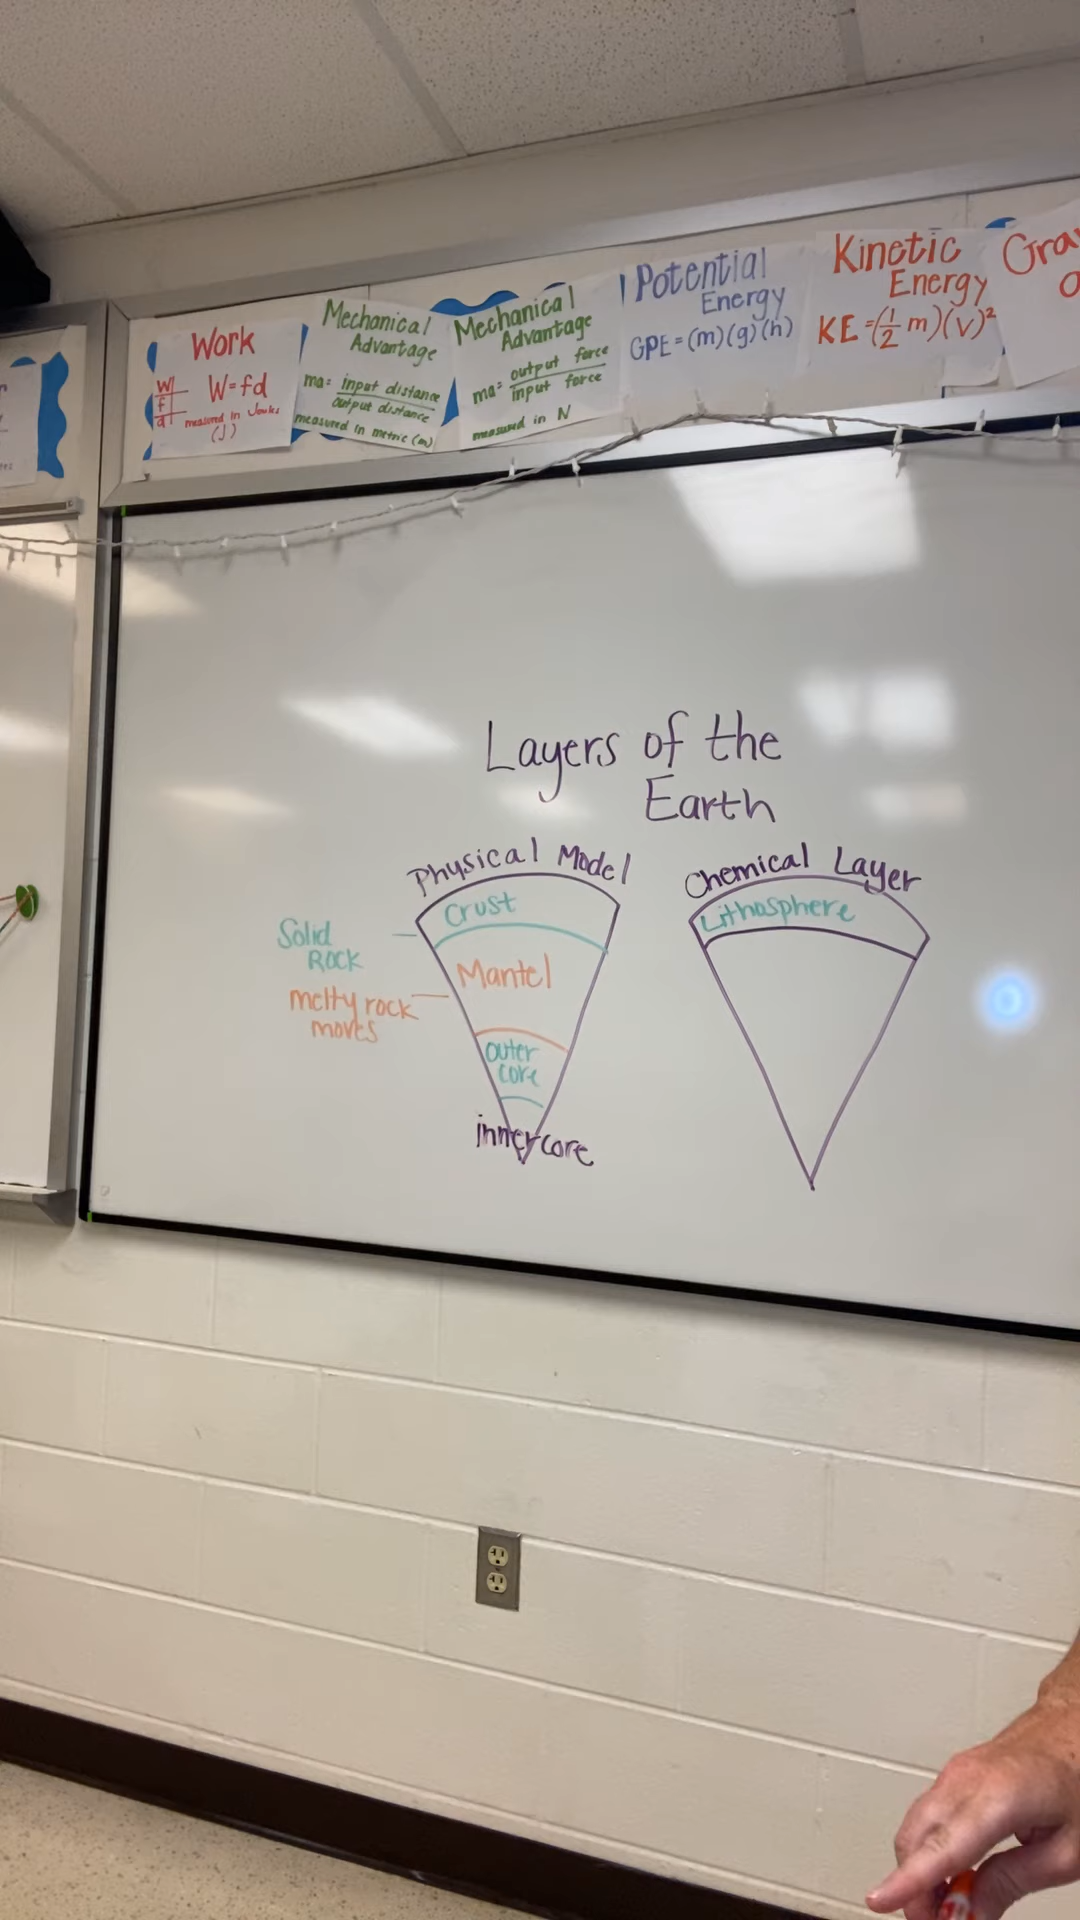 Work
W
f
d
W=fd
measured in Joules
(J)
Mechanical
Advantage
ma= input distance
output distance
measured in metric (m)
Mechanical
Advantage
ma= output force
input force
measured in N
Potential
Energy
GPE=(m)(g)(h)
Kinetic
Energy
KE=(1/2 m)(v)²
Layers of the
Earth
Physical Model
Crust
Solid
Rock
Mantel
melty rock
moves
outer
core
inner core
Chemical Layer
Lithosphere